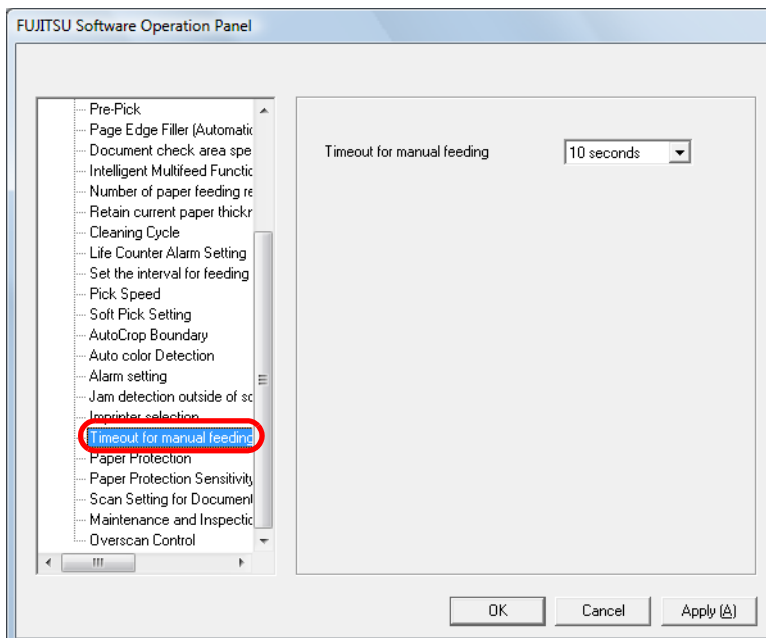 FUJITSU Software Operation Panel
Pre-Pick
Page Edge Filler (Automatic
Document check area spe
Intelligent Multifeed Functic
Number of paper feeding re
Retain current paper thickr
Cleaning Cycle
Life Counter Alarm Setting
Set the interval for feeding
Pick Speed
Soft Pick Setting
AutoCrop Boundary
Auto color Detection
Alarm setting
Jam detection outside of sc
Imprinter selection
Timeout for manual feeding
Paper Protection
Paper Protection Sensitivity
Scan Setting for Document
Maintenance and Inspectic
Overscan Control
Timeout for manual feeding 10 seconds
OK Cancel Apply (A)